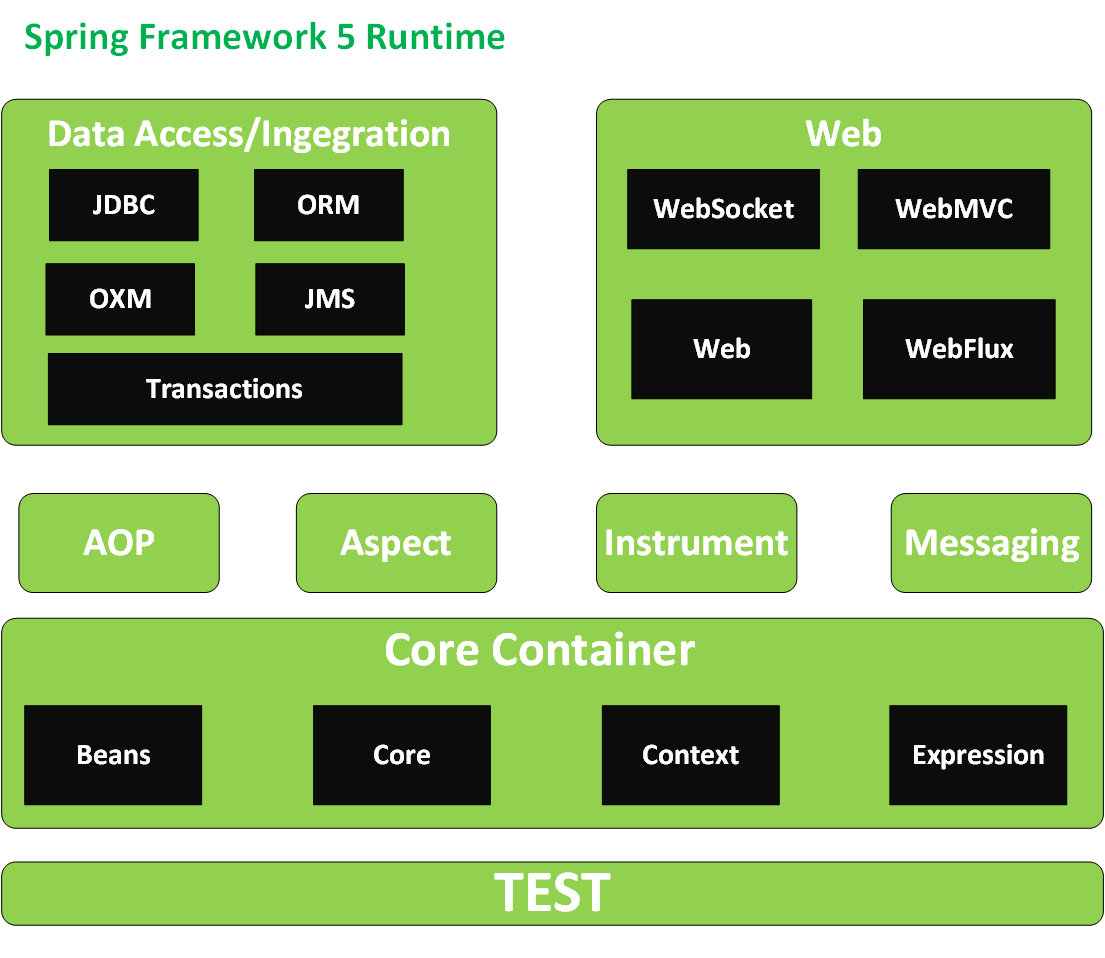 Spring Framework 5 Runtime
Data Access/Ingegration
JDBC
ORM
OXM
JMS
Transactions
Web
WebSocket
WebMVC
Web
WebFlux
AOP
Aspect
Instrument
Messaging
Core Container
Beans
Core
Context
Expression
TEST